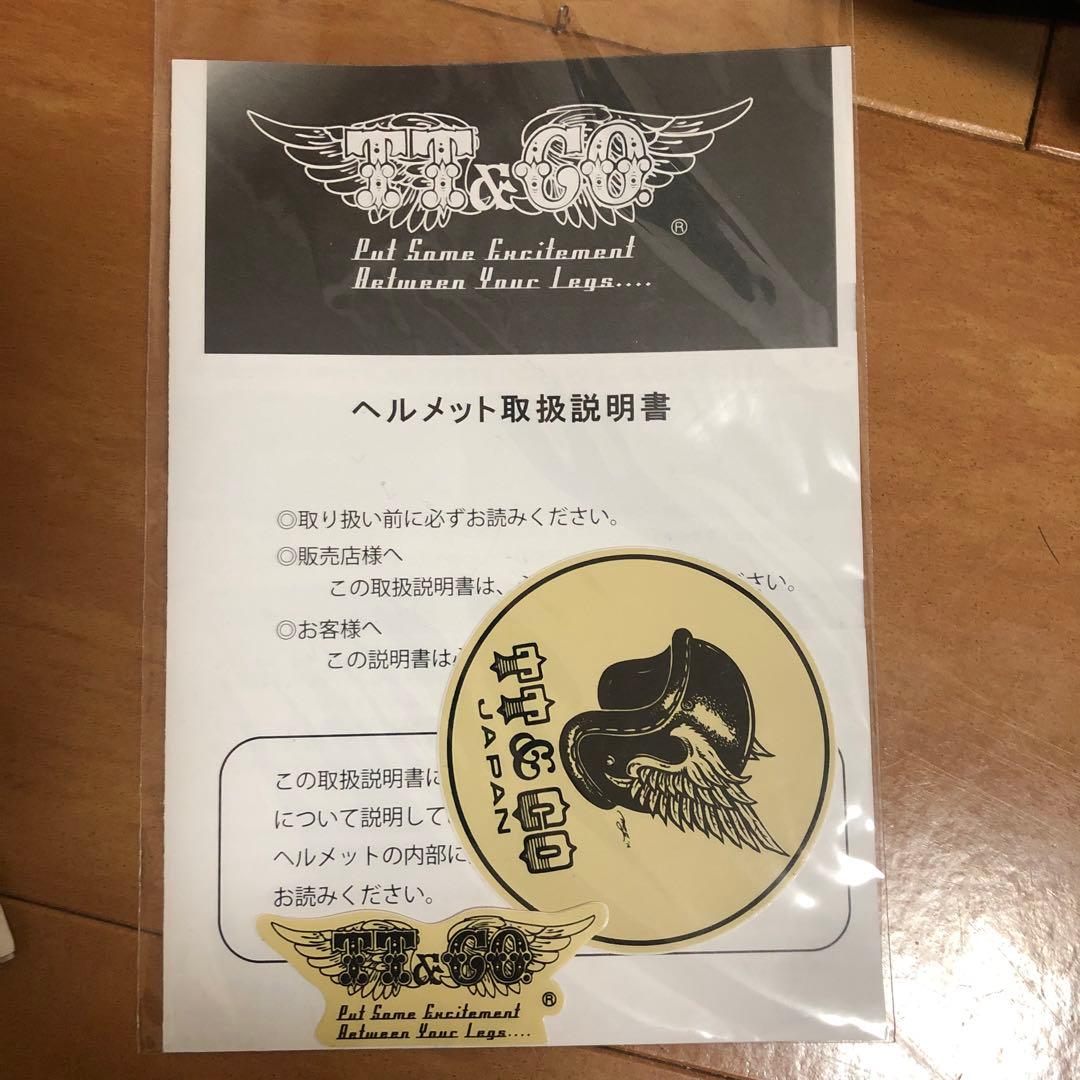 TT&CO.
®
Put Some Excitement
Between Your Legs....
ヘルメット取扱説明書
◎取り扱い前に必ずお読みください。
◎販売店様へ
この取扱説明書は、 さい。
◎お客様へ
この説明書は
この取扱説明書に
について説明して
ヘルメットの内部に
お読みください。
TT&CO
JAPAN
TT&CO.
®
Put Some Excitement
Between Your Legs....